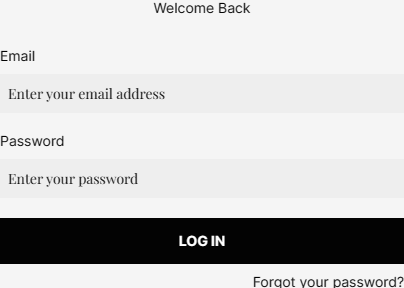 Welcome Back
Email
Enter your email address
Password
Enter your password
LOG IN
Forgot your password?